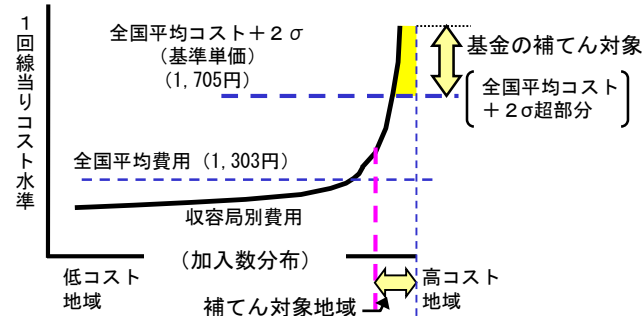 １回線当りコスト水準
全国平均コスト＋２σ
（基準単価）
（1,705円）
基金の補てん対象
全国平均コスト
＋２σ超部分
全国平均費用（1,303円）
収容局別費用
低コスト
地域
（加入数分布）
高コスト
地域
補てん対象地域